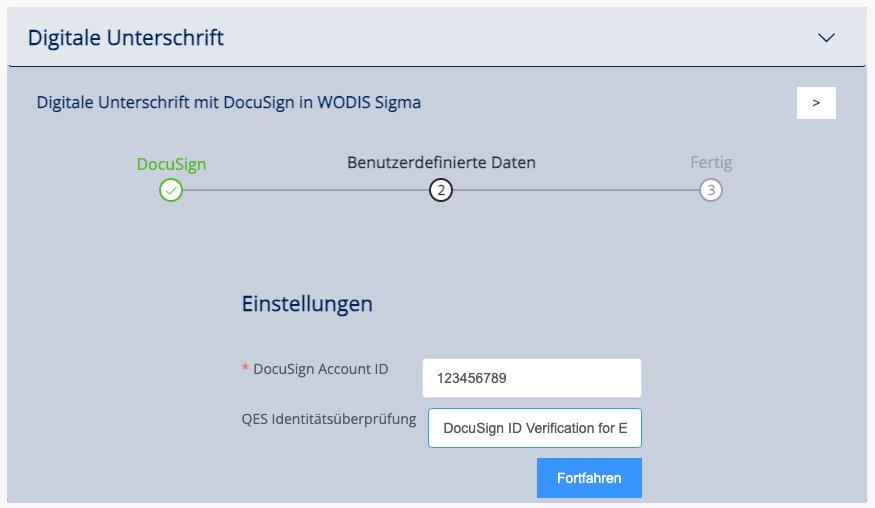 Digitale Unterschrift
Digitale Unterschrift mit DocuSign in WODIS Sigma
>
DocuSign
Benutzerdefinierte Daten
Fertig
2
3
Einstellungen
* DocuSign Account ID
123456789
QES Identitätsüberprüfung
DocuSign ID Verification for E
Fortfahren